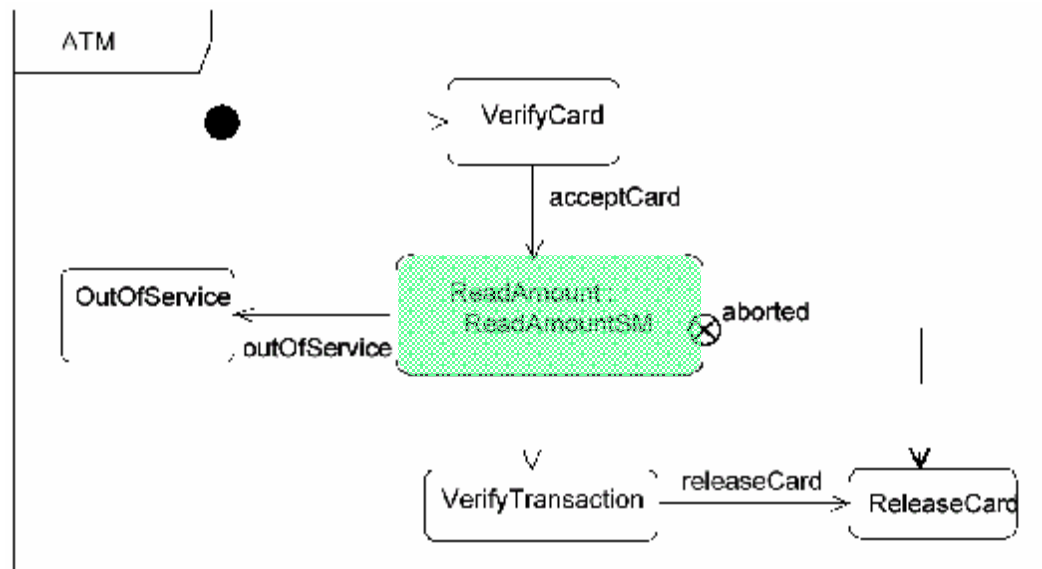 ATM
VerifyCard
acceptCard
OutOfService
ReadAmount :
ReadAmountSM
aborted
outOfService
VerifyTransaction
releaseCard
ReleaseCard